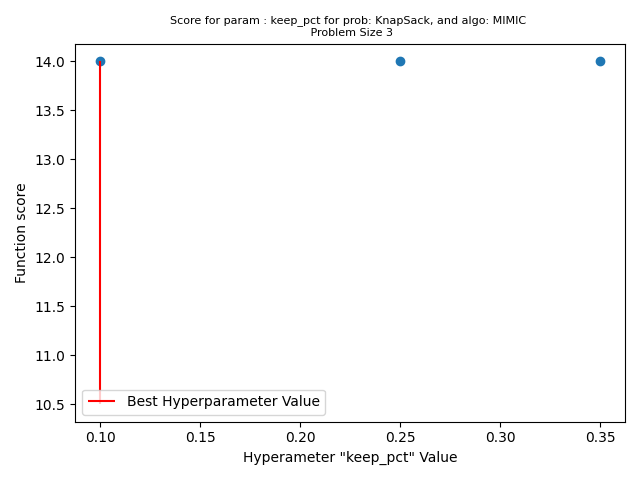 Score for param : keep_pct for prob: KnapSack, and algo: MIMIC
Problem Size 3
14.0
13.5
13.0
12.5
12.0
11.5
11.0
10.5
Function score
Best Hyperparameter Value
0.10 0.15 0.20 0.25 0.30 0.35
Hyperameter "keep_pct" Value